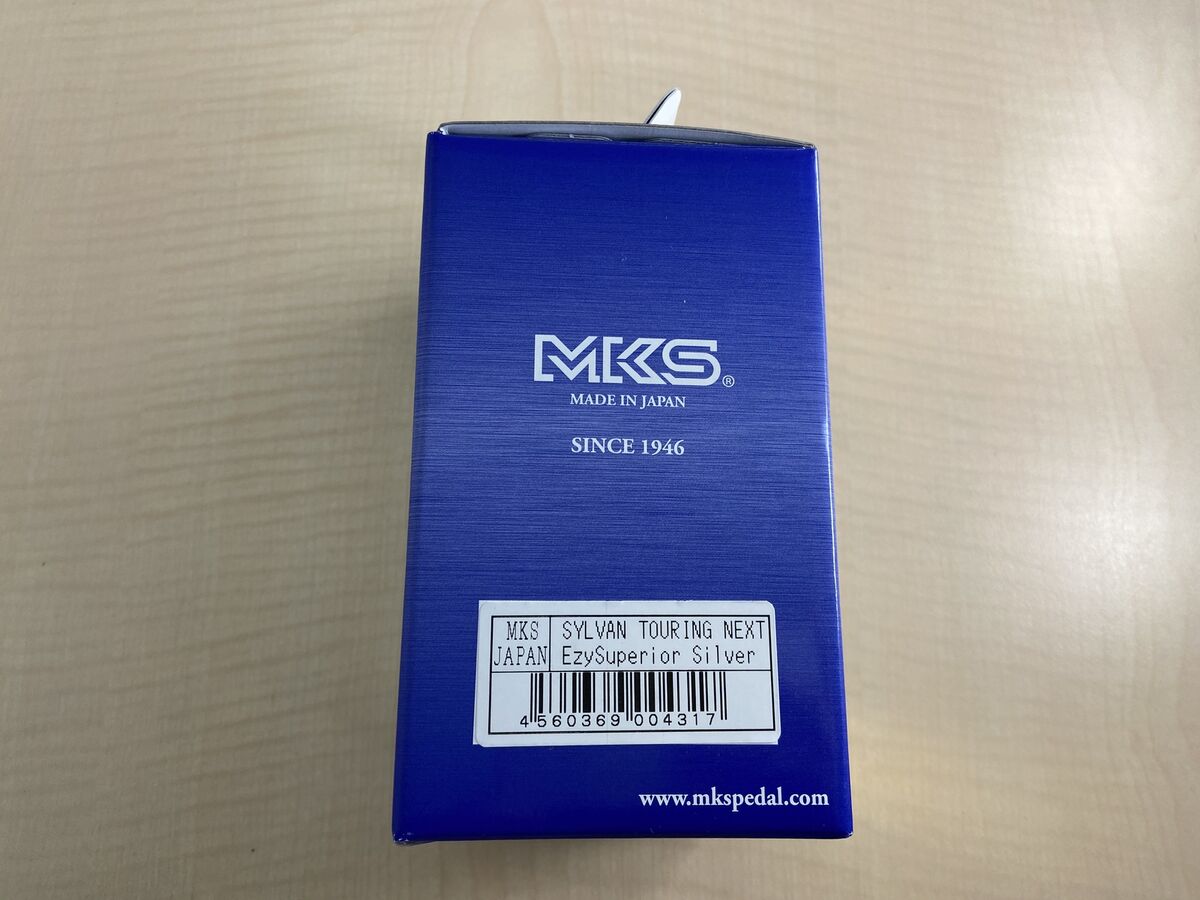 MKS®
MADE IN JAPAN
SINCE 1946
MKS JAPAN
SYLVAN TOURING NEXT
EzySuperior Silver
4 560369 004317
www.mkspedal.com